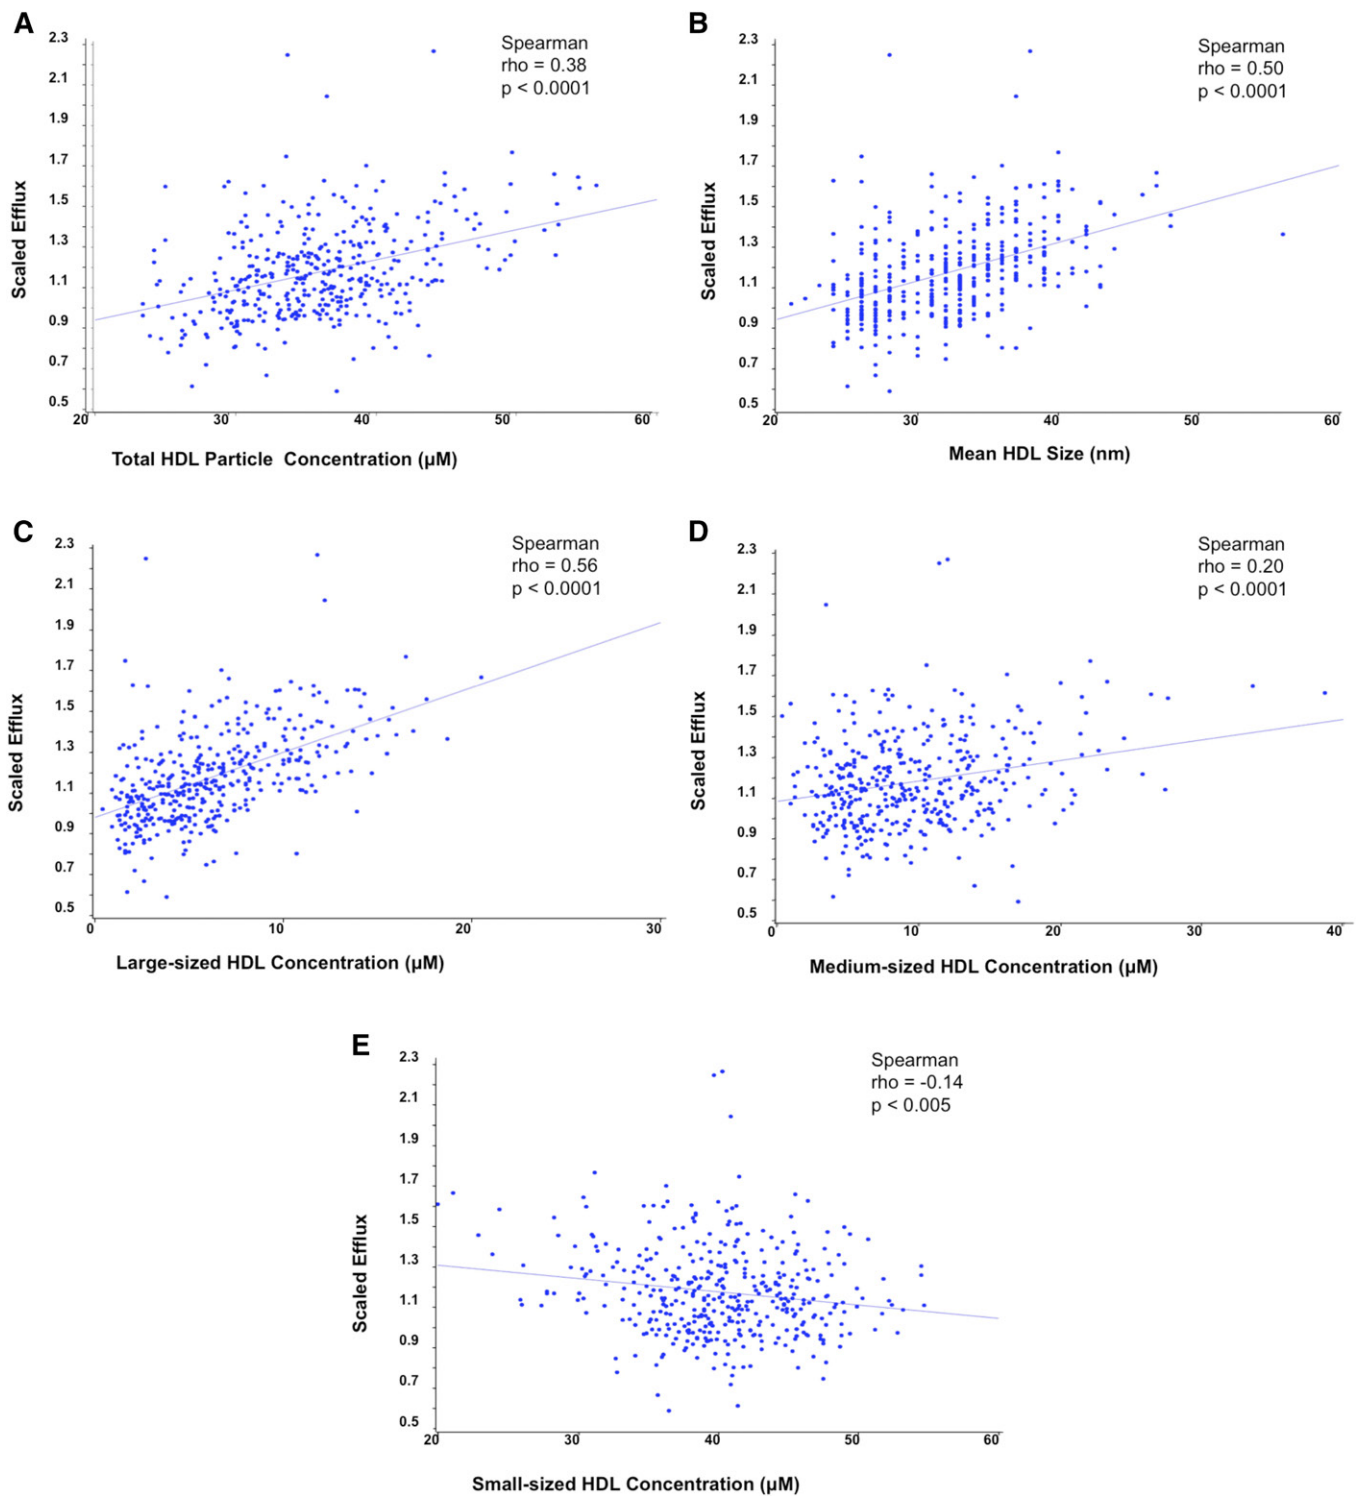 A
Spearman
rho = 0.38
p < 0.0001
2.3
2.1
1.9
1.7
1.5
1.3
1.1
0.9
0.7
0.5
Scaled Efflux
20 30 40 50 60
Total HDL Particle Concentration (µM)
B
Spearman
rho = 0.50
p < 0.0001
2.3
2.1
1.9
1.7
1.5
1.3
1.1
0.9
0.7
0.5
Scaled Efflux
20 30 40 50 60
Mean HDL Size (nm)
C
Spearman
rho = 0.56
p < 0.0001
2.3
2.1
1.9
1.7
1.5
1.3
1.1
0.9
0.7
0.5
Scaled Efflux
0 10 20 30
Large-sized HDL Concentration (µM)
D
Spearman
rho = 0.20
p < 0.0001
2.3
2.1
1.9
1.7
1.5
1.3
1.1
0.9
0.7
0.5
Scaled Efflux
0 10 20 30 40
Medium-sized HDL Concentration (µM)
E
Spearman
rho = -0.14
p < 0.005
2.3
2.1
1.9
1.7
1.5
1.3
1.1
0.9
0.7
0.5
Scaled Efflux
20 30 40 50 60
Small-sized HDL Concentration (µM)